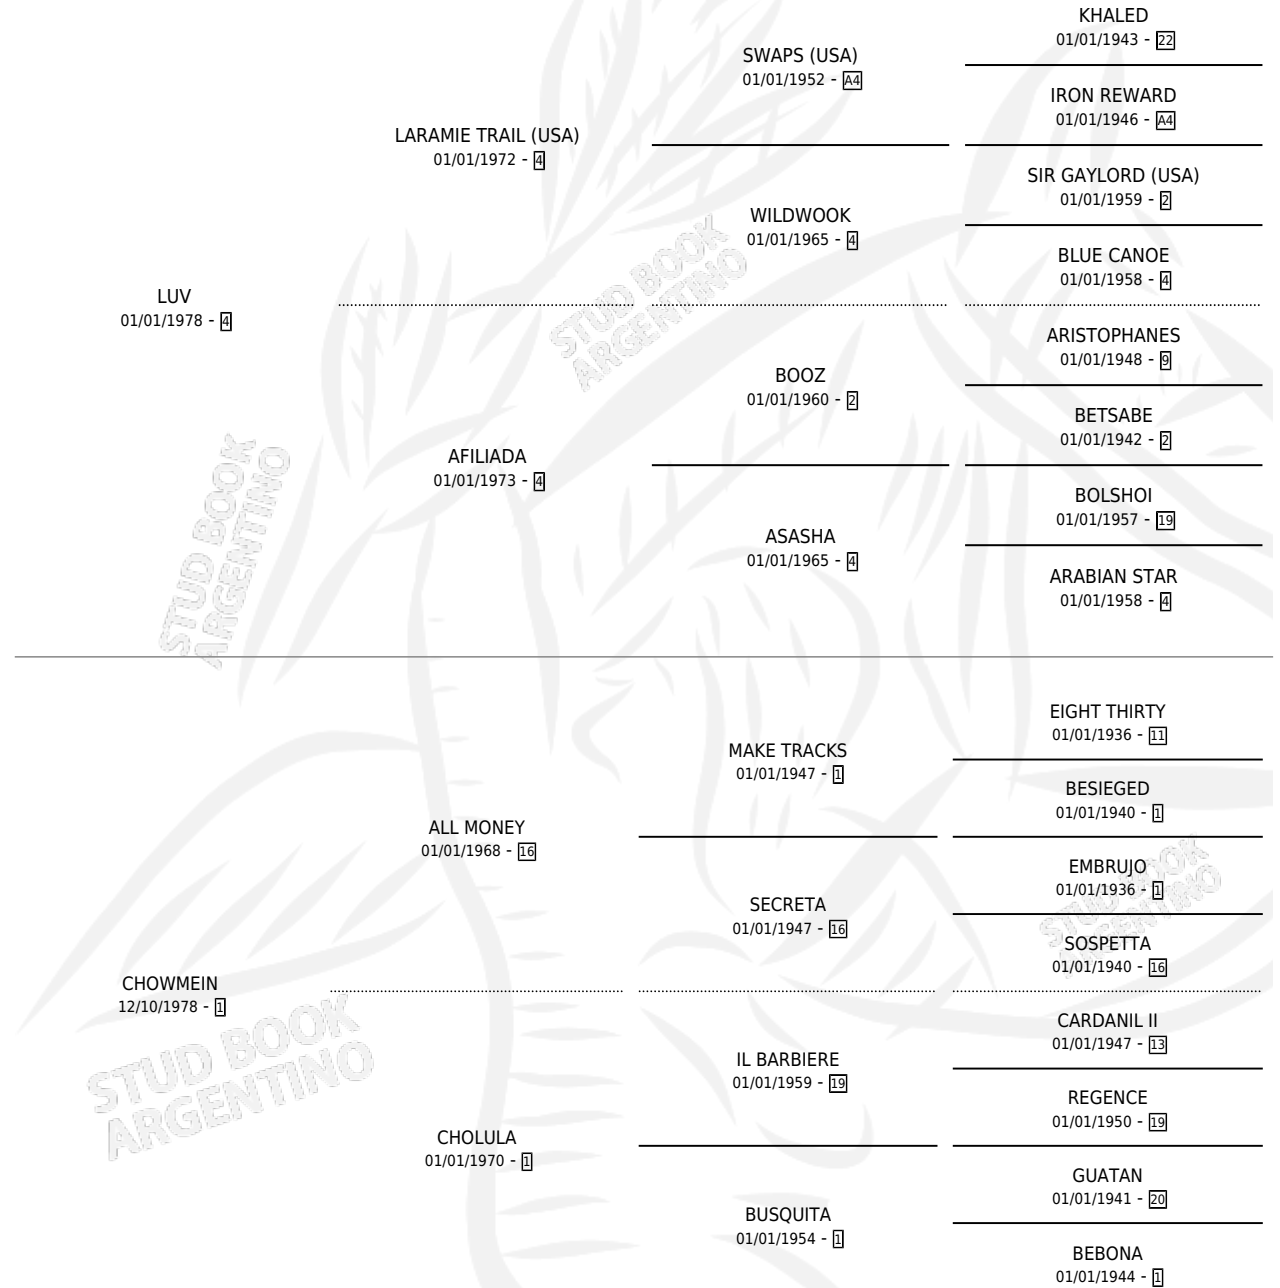 LUV
01/01/1978 - 4
LARAMIE TRAIL (USA)
01/01/1972 - 4
SWAPS (USA)
01/01/1952 - A4
KHALED
01/01/1943 - 22
IRON REWARD
01/01/1946 - A4
WILDWOOK
01/01/1965 - 4
SIR GAYLORD (USA)
01/01/1959 - 2
BLUE CANOE
01/01/1958 - 4
AFILIADA
01/01/1973 - 4
BOOZ
01/01/1960 - 2
ARISTOPHANES
01/01/1948 - 9
BETSABE
01/01/1942 - 2
ASASHA
01/01/1965 - 4
BOLSHOI
01/01/1957 - 19
ARABIAN STAR
01/01/1958 - 4
CHOWMEIN
12/10/1978 - 1
ALL MONEY
01/01/1968 - 16
MAKE TRACKS
01/01/1947 - 1
EIGHT THIRTY
01/01/1936 - 11
BESIEGED
01/01/1940 - 1
SECRETA
01/01/1947 - 16
EMBRUJO
01/01/1936 - 1
SOSPETTA
01/01/1940 - 16
CHOLULA
01/01/1970 - 1
IL BARBIERE
01/01/1959 - 19
CARDANIL II
01/01/1947 - 13
REGENCE
01/01/1950 - 19
BUSQUITA
01/01/1954 - 1
GUATAN
01/01/1941 - 20
BEBONA
01/01/1944 - 1
STUD BOOK
ARGENTINO
STUD BOOK
ARGENTINO
STUD BOOK
ARGENTINO
STUD BOOK
ARGENTINO